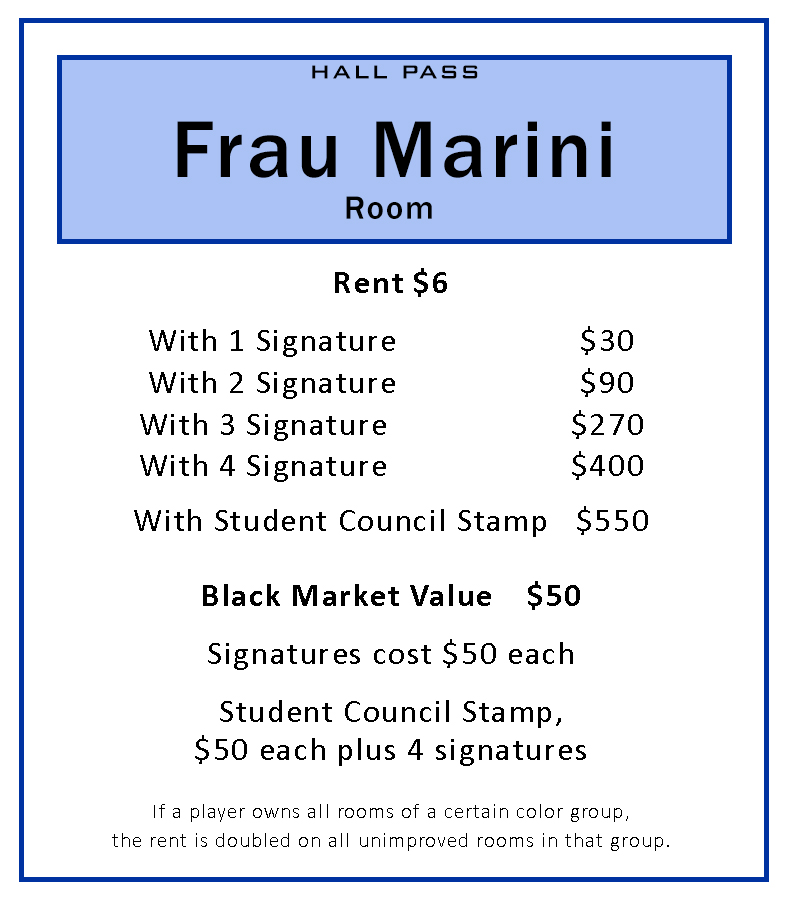 HALL PASS
Frau Marini
Room
Rent $6
With 1 Signature $30
With 2 Signature $90
With 3 Signature $270
With 4 Signature $400
With Student Council Stamp $550
Black Market Value $50
Signatures cost $50 each
Student Council Stamp,
$50 each plus 4 signatures
If a player owns all rooms of a certain color group,
the rent is doubled on all unimproved rooms in that group.